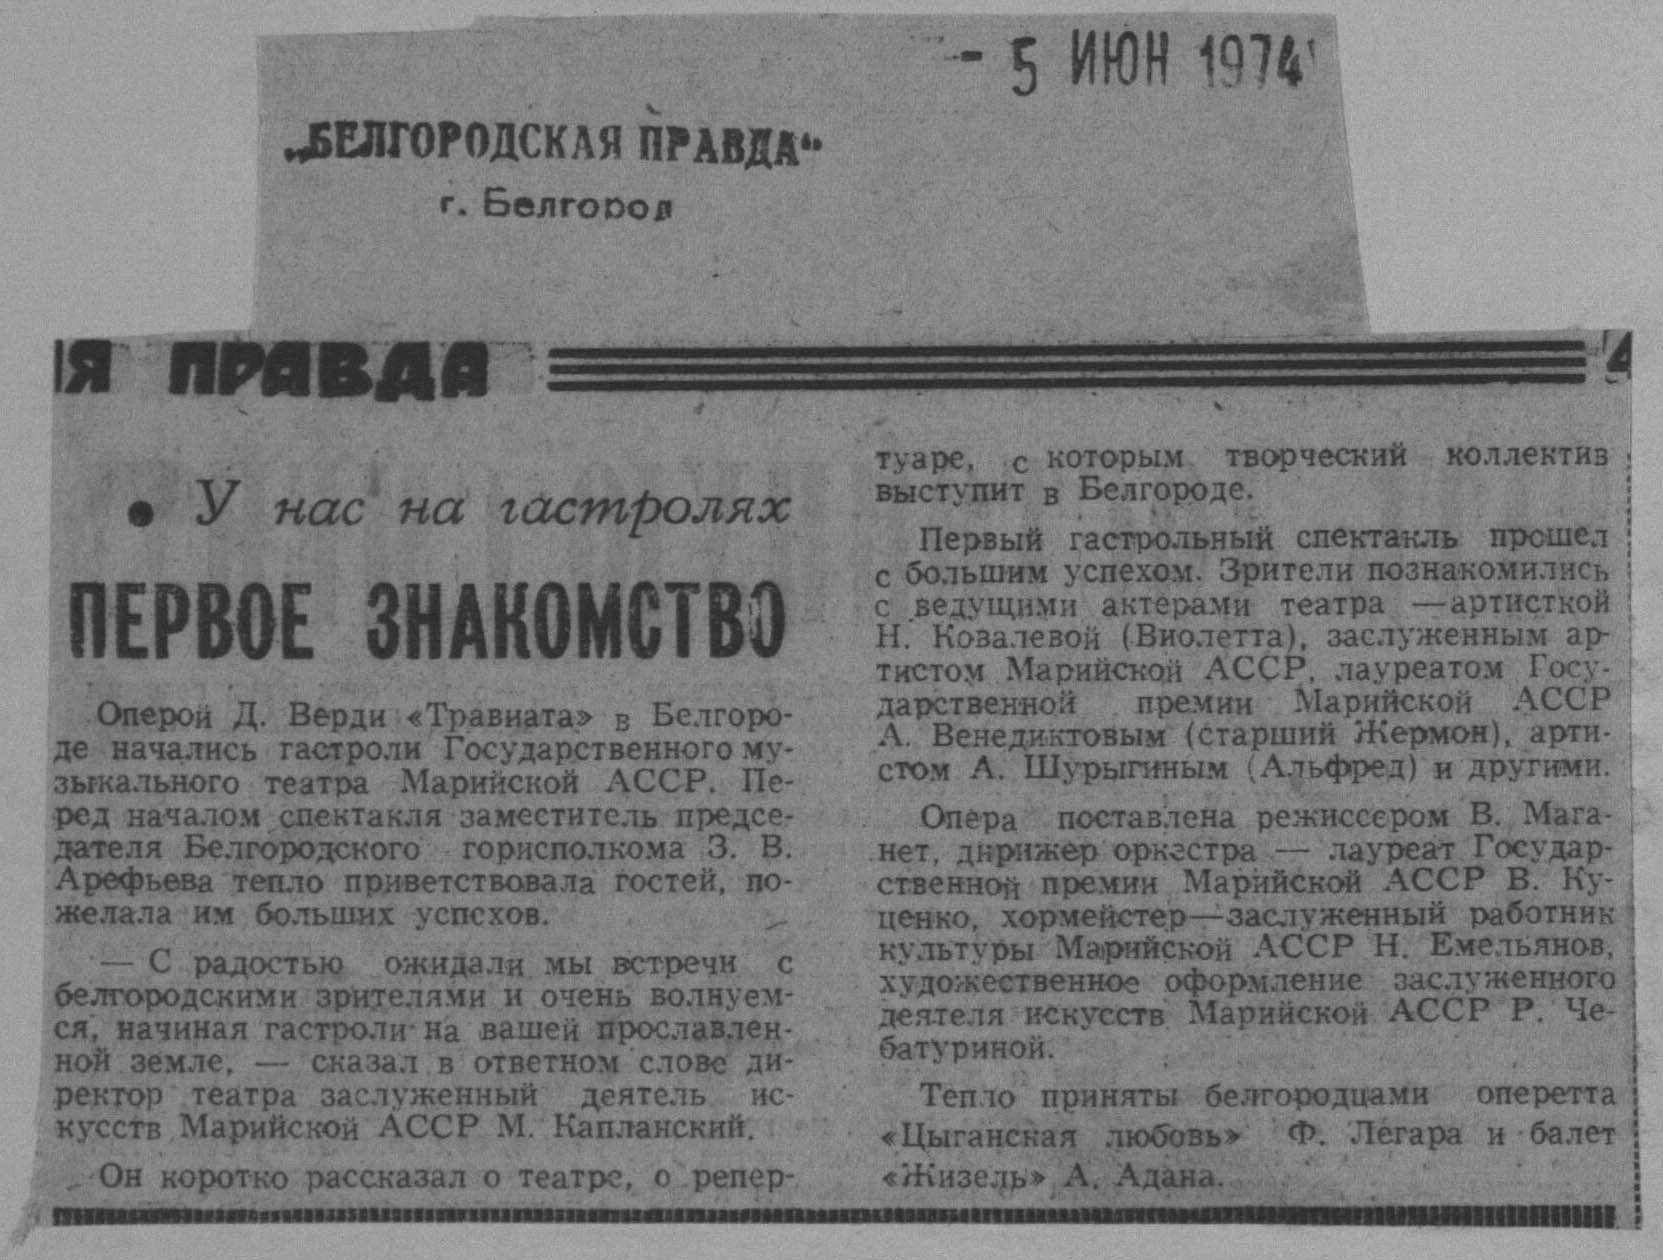 - 5 ИЮН 1974
„БЕЛГОРОДСКАЯ ПРАВДА“
г. Белгород
Я ПРАВДА
4
• У нас на гастролях
ПЕРВОЕ ЗНАКОМСТВО
Оперой Д. Верди «Травиата» в Белгоро-
де начались гастроли Государственного му-
зыкального театра Марийской АССР. Пе-
ред началом спектакля заместитель предсе-
дателя Белгородского горисполкома З. В.
Арефьева тепло приветствовала гостей, по-
желала им больших успехов.
— С радостью ожидали мы встречи с
белгородскими зрителями и очень волнуем-
ся, начиная гастроли на вашей прославлен-
ной земле, — сказал в ответном слове ди-
ректор театра заслуженный деятель ис-
кусств Марийской АССР М. Капланский.
Он коротко рассказал о театре, о репер-
туаре, с которым творческий коллектив
выступит в Белгороде.
Первый гастрольный спектакль прошел
с большим успехом. Зрители познакомились
с ведущими актерами театра — артисткой
Н. Ковалевой (Виолетта), заслуженным ар-
тистом Марийской АССР, лауреатом Госу-
дарственной премии Марийской АССР
А. Венедиктовым (старший Жермон), арти-
стом А. Шурыгиным (Альфред) и другими.
Опера поставлена режиссером В. Мага-
нет, дирижер оркестра — лауреат Государ-
ственной премии Марийской АССР В. Ку-
ценко, хормейстер—заслуженный работник
культуры Марийской АССР Н. Емельянов,
художественное оформление заслуженного
деятеля искусств Марийской АССР Р. Че-
батуриной.
Тепло приняты белгородцами оперетта
«Цыганская любовь» Ф. Легара и балет
«Жизель» А. Адана.